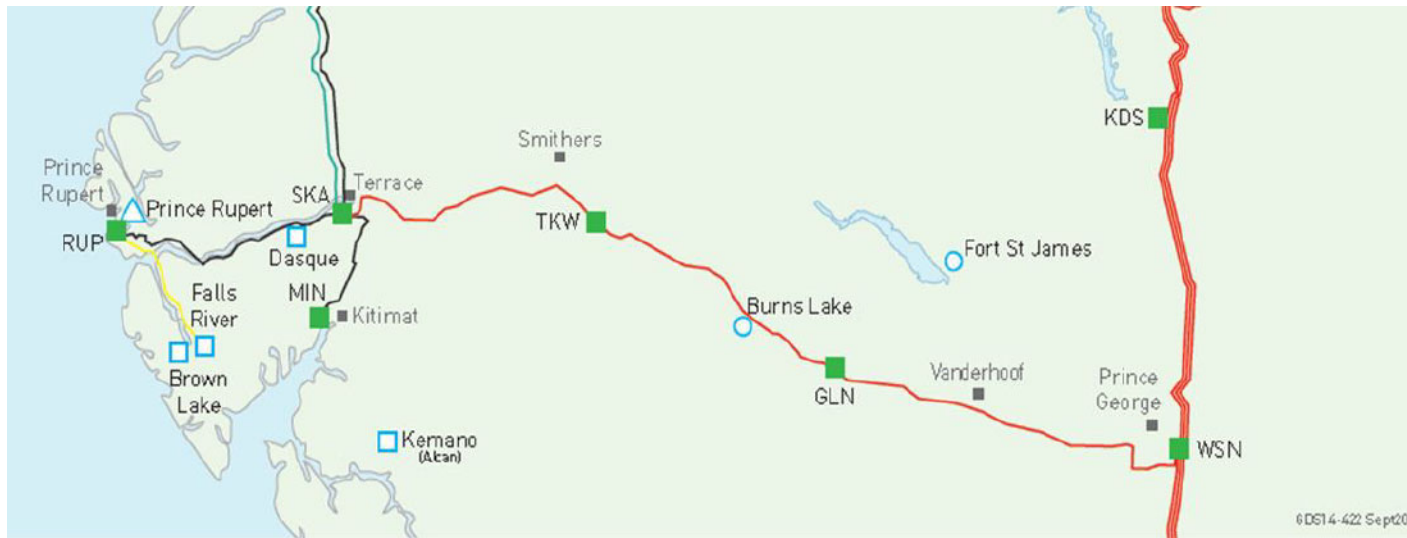 KDS
Smithers
Prince
Rupert
Prince Rupert
SKA
Terrace
RUP
TKW
Dasque
Fort St James
Falls
River
MIN
Kitimat
Burns Lake
Brown
Lake
GLN
Vanderhoof
Prince
George
Kemano
(Alcan)
WSN
GDS14-422 Sept20